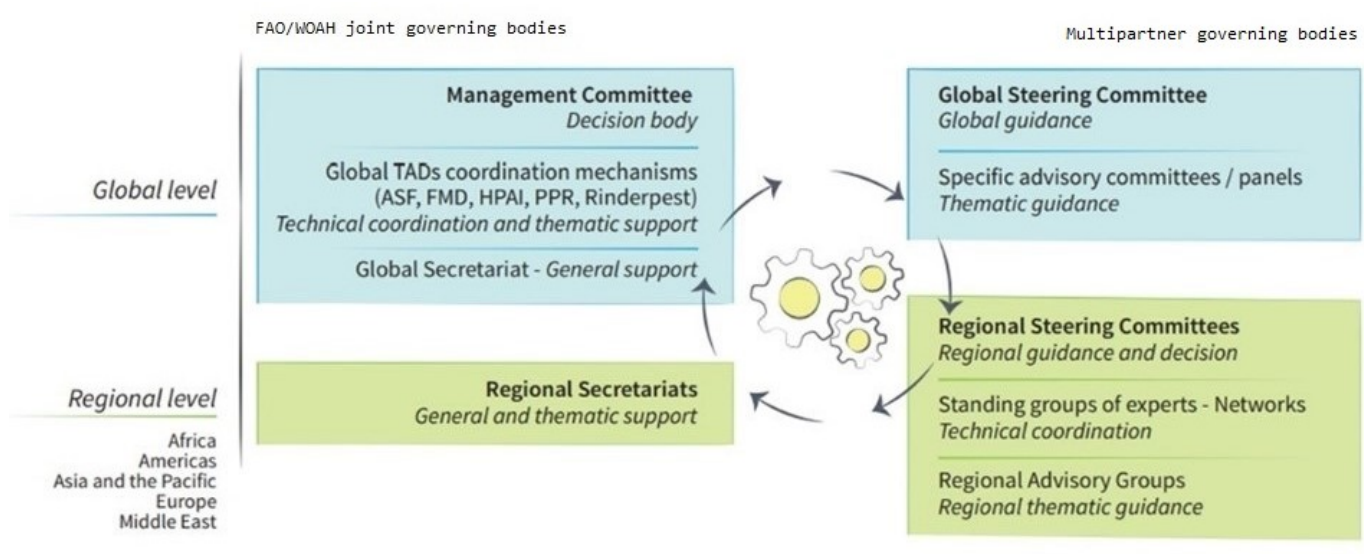 FAO/WOAH joint governing bodies
Multipartner governing bodies
Global level
Management Committee
Decision body
Global TADs coordination mechanisms
(ASF, FMD, HPAI, PPR, Rinderpest)
Technical coordination and thematic support
Global Secretariat - General support
Global Steering Committee
Global guidance
Specific advisory committees / panels
Thematic guidance
Regional level
Africa
Americas
Asia and the Pacific
Europe
Middle East
Regional Secretariats
General and thematic support
Regional Steering Committees
Regional guidance and decision
Standing groups of experts - Networks
Technical coordination
Regional Advisory Groups
Regional thematic guidance